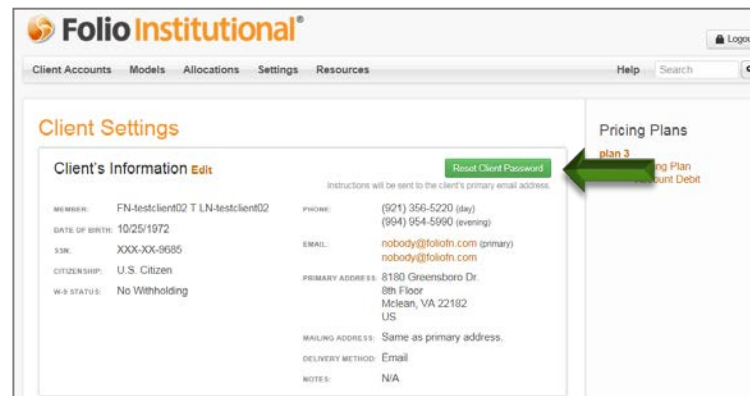 Folio Institutional®
Logou
Client Accounts Models Allocations Settings Resources Help Search
Client Settings
Client's Information Edit
Reset Client Password
Instructions will be sent to the client's primary email address.
MEMBER: FN-testclient02 T LN-testclient02
DATE OF BIRTH: 10/25/1972
SSN: XXX-XX-9685
CITIZENSHIP: U.S. Citizen
W-9 STATUS: No Withholding
PHONE: (921) 356-5220 (day)
(994) 954-5990 (evening)
EMAIL: nobody@foliofn.com (primary)
nobody@foliofn.com
PRIMARY ADDRESS: 8180 Greensboro Dr.
8th Floor
Mclean, VA 22182
US
MAILING ADDRESS: Same as primary address.
DELIVERY METHOD: Email
NOTES: N/A
Pricing Plans
plan 3
ng Plan
ount Debit